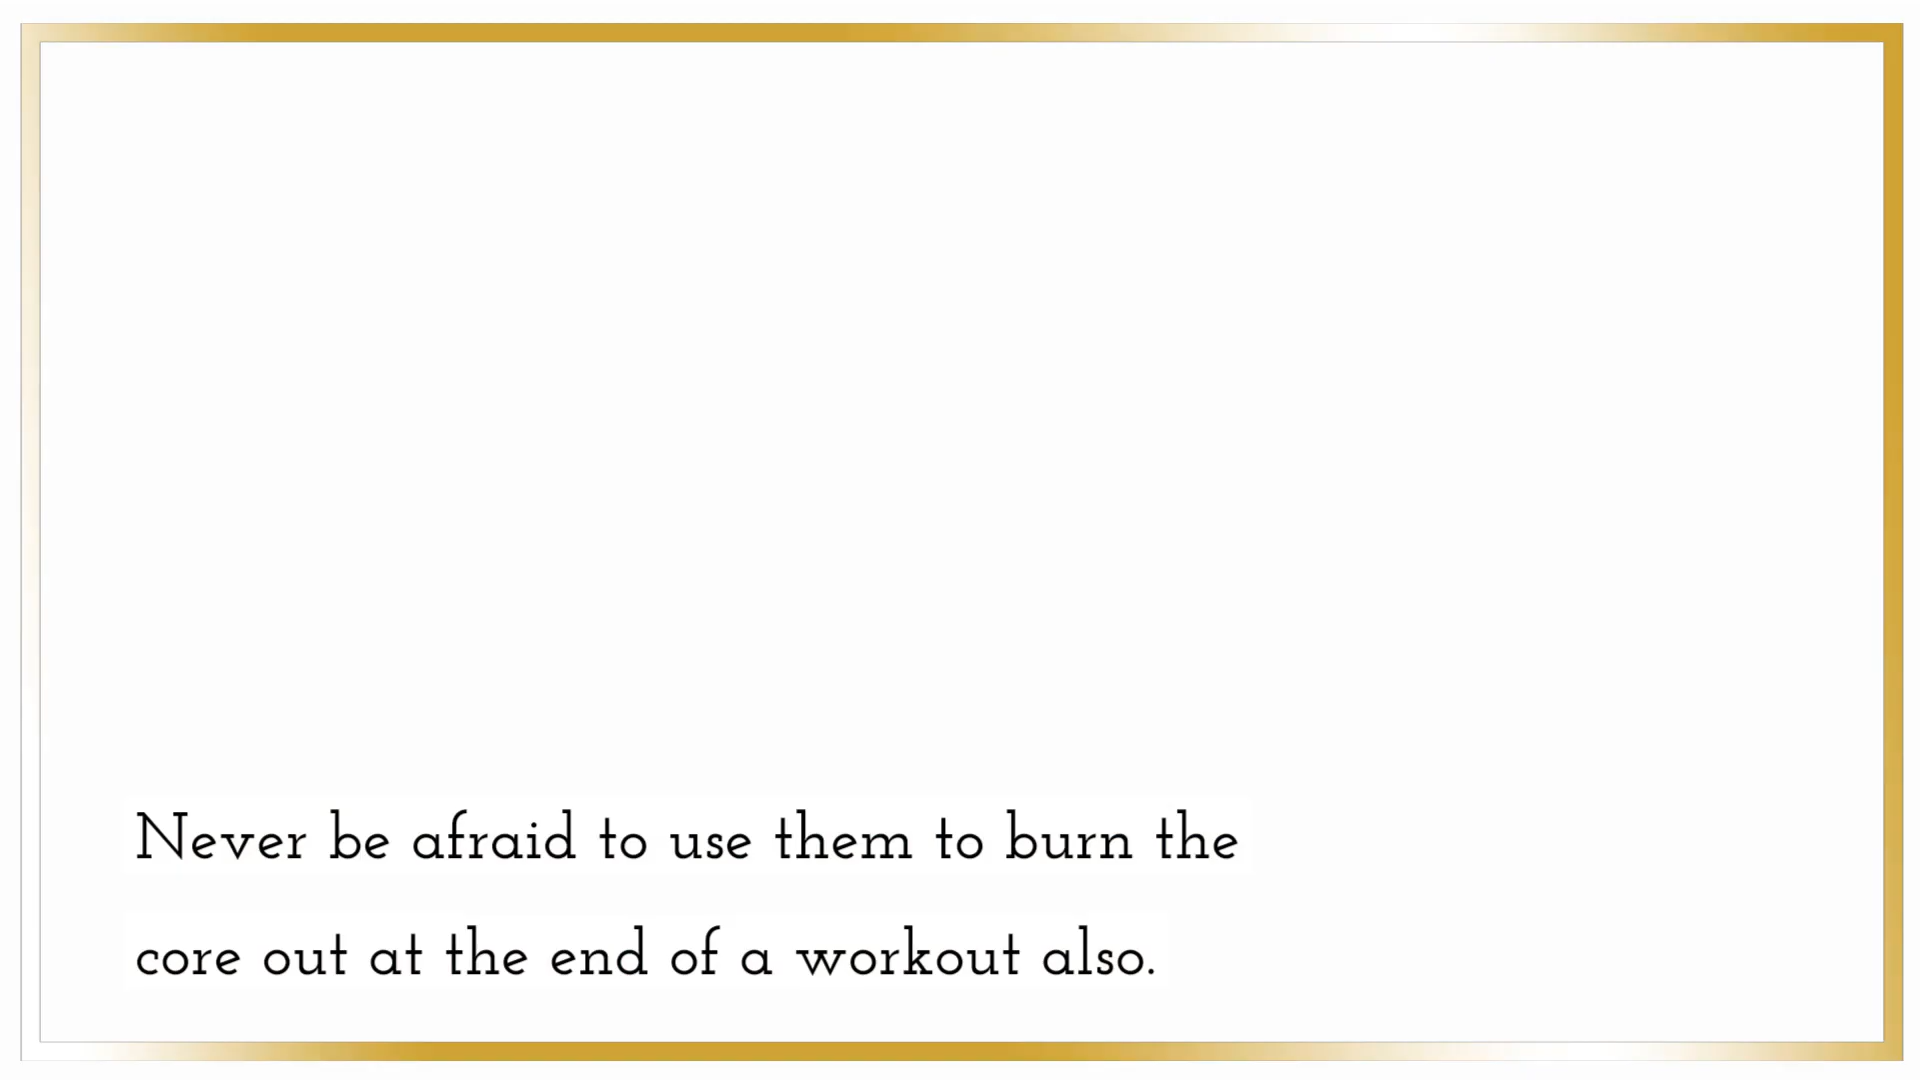 Never be afraid to use them to burn the
core out at the end of a workout also.